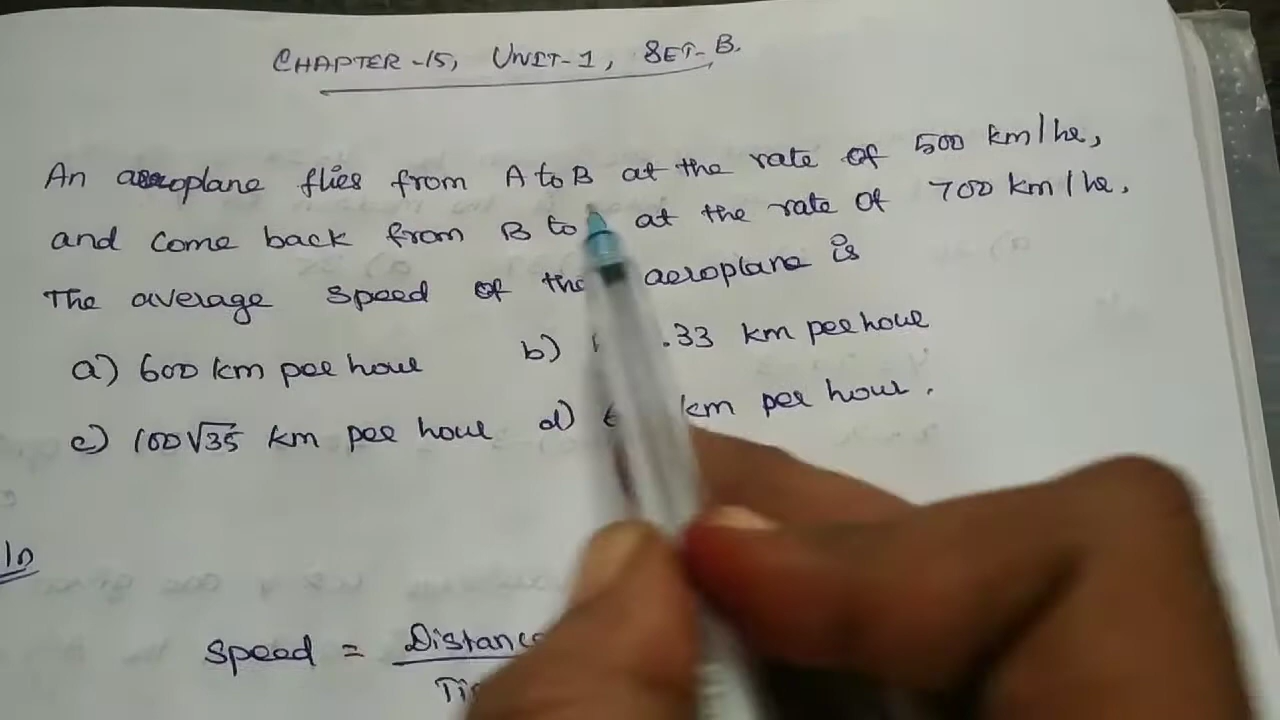 CHAPTER-15, UNIT-1, SET-B.
An aeroplane flies from A to B at the rate of 500 km/hr,
and come back from B to at the rate of 700 km/hr.
The average speed of the aeroplane is
a) 600 km per hour b) .33 km per hour
c) 100√35 km per hour d) km per hour.
ln
Speed = Distance